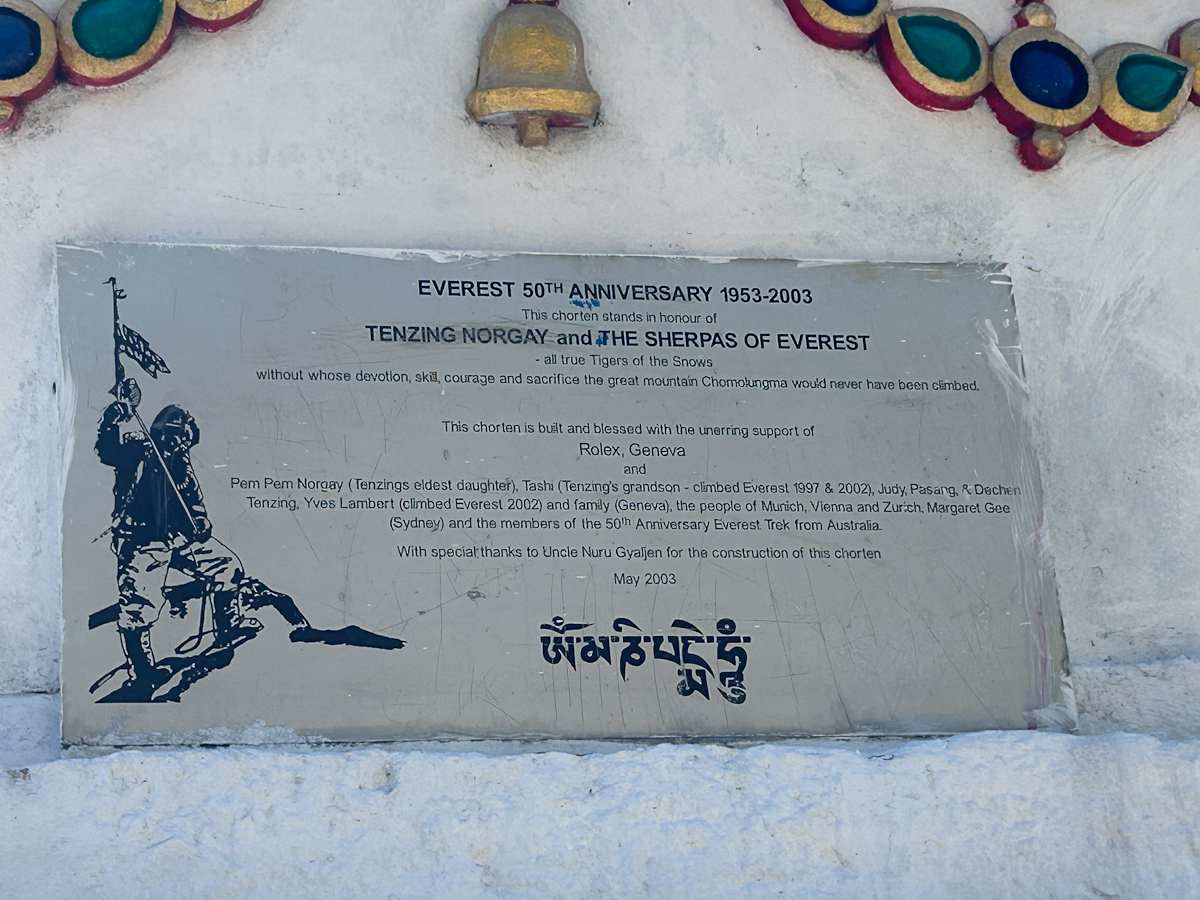 EVEREST 50TH ANNIVERSARY 1953-2003
This chorten stands in honour of
TENZING NORGAY and THE SHERPAS OF EVEREST
- all true Tigers of the Snows
without whose devotion, skill, courage and sacrifice the great mountain Chomolungma would never have been climbed.
This chorten is built and blessed with the unerring support of
Rolex, Geneva
and
Pem Pem Norgay (Tenzings eldest daughter), Tashi (Tenzing's grandson - climbed Everest 1997 & 2002), Judy, Pasang, & Dechen
Tenzing, Yves Lambert (climbed Everest 2002) and family (Geneva), the people of Munich, Vienna and Zurich, Margaret Gee
(Sydney) and the members of the 50th Anniversary Everest Trek from Australia.
With special thanks to Uncle Nuru Gyaljen for the construction of this chorten
May 2003
ༀ་མ་ཎི་པདྨེ་ཧཱུྃ་